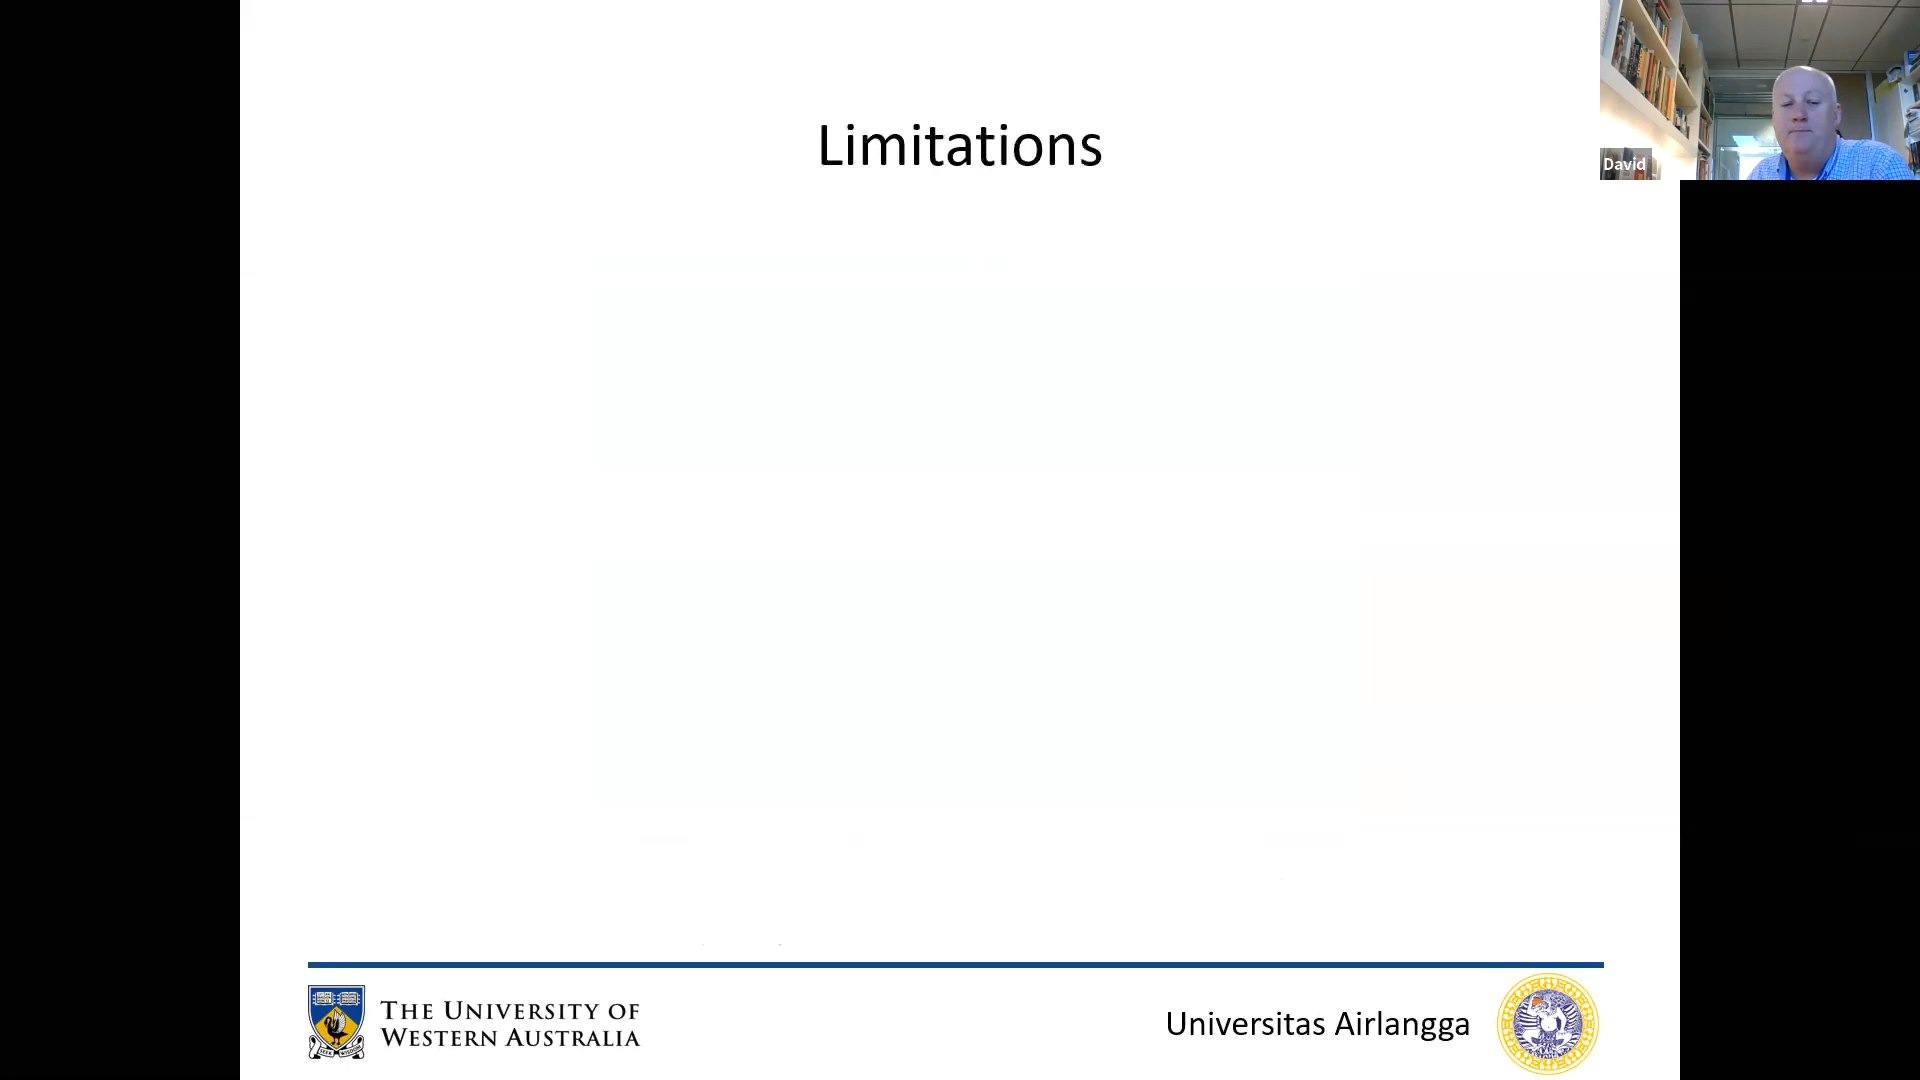 Limitations
David
THE UNIVERSITY OF
WESTERN AUSTRALIA
Universitas Airlangga